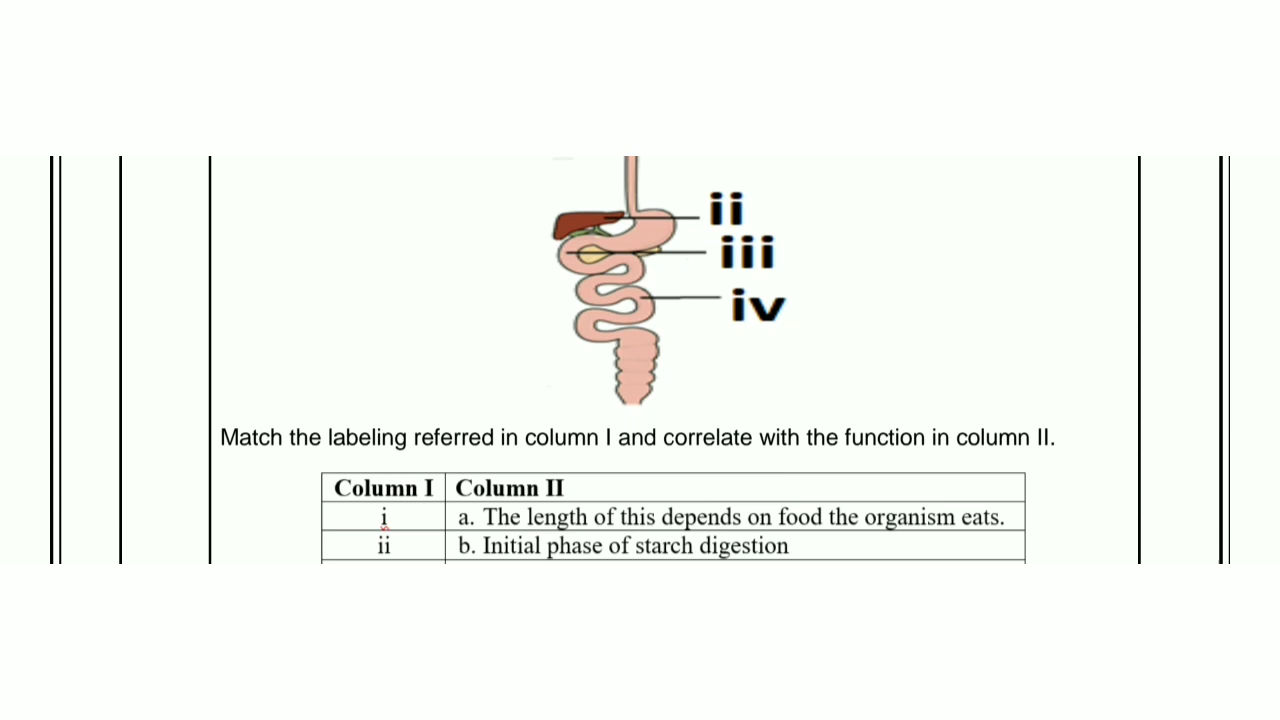 ii
iii
iv
Match the labeling referred in column I and correlate with the function in column II.
Column I Column II
i a. The length of this depends on food the organism eats.
ii b. Initial phase of starch digestion